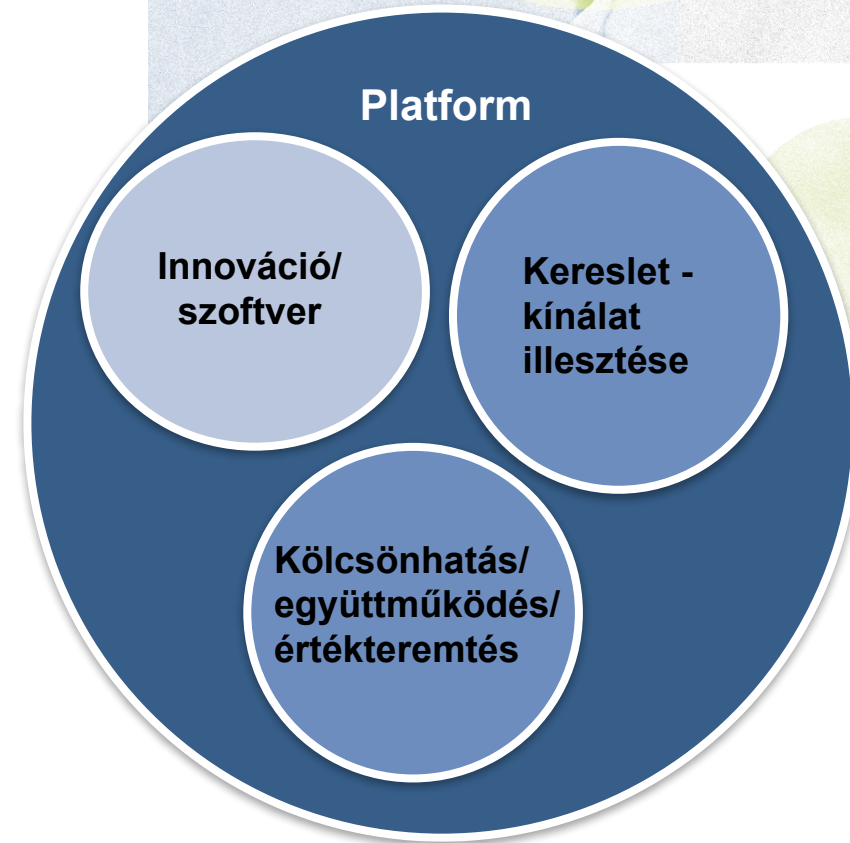 Platform
Innováció/
szoftver
Kereslet -
kínálat
illesztése
Kölcsönhatás/
együttműködés/
értékteremtés